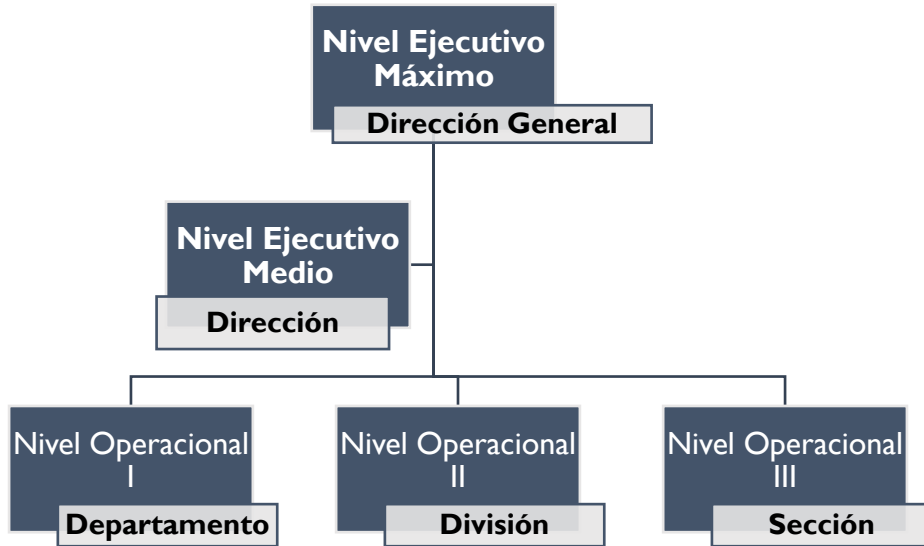 Nivel Ejecutivo
Máximo
Dirección General
Nivel Ejecutivo
Medio
Dirección
Nivel Operacional
I
Departamento
Nivel Operacional
II
División
Nivel Operacional
III
Sección